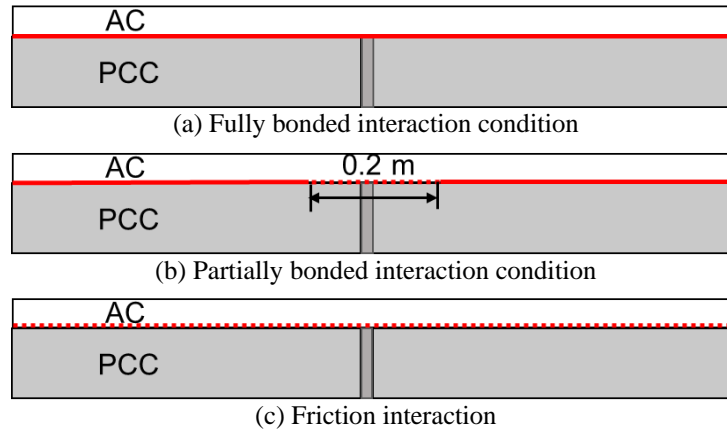 AC
PCC
(a) Fully bonded interaction condition
AC
0.2 m
PCC
(b) Partially bonded interaction condition
AC
PCC
(c) Friction interaction